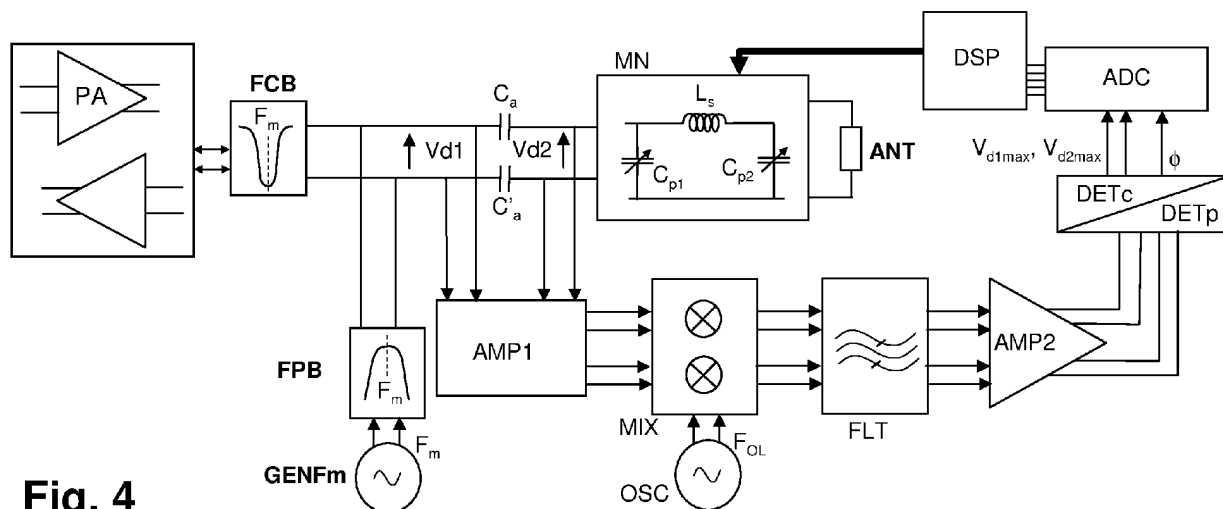 PA
FCB
F_m
C_a
Vd1
Vd2
C'_a
MN
L_s
C_p1
C_p2
ANT
DSP
ADC
V_d1max, V_d2max
ϕ
DETc
DETp
FPB
F_m
F_m
GENFm
AMP1
MIX
F_OL
OSC
FLT
AMP2
Fig. 4